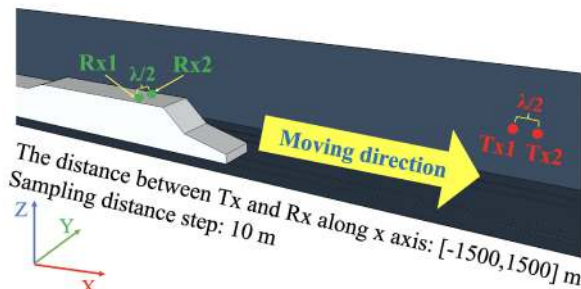 Rx1
λ/2
Rx2
λ/2
Tx1
Tx2
Moving direction
The distance between Tx and Rx along x axis: [-1500,1500] m
Sampling distance step: 10 m
Z
Y
X